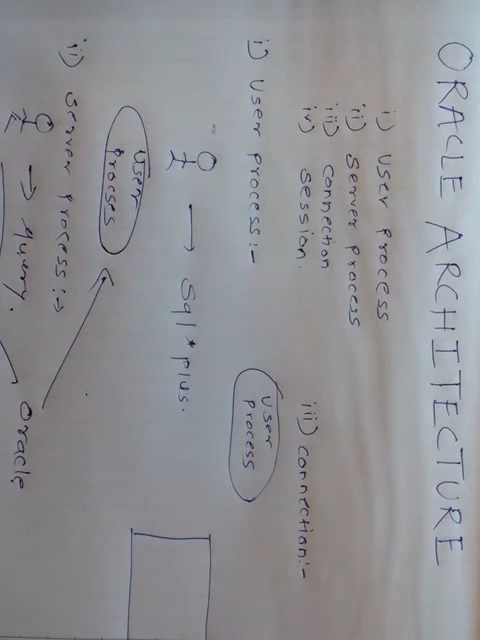 ORACLE ARCHITECTURE
i) User process
ii) Server process
iii) connection
iv) session.
i) User process:-
→ Sql*plus.
User
process
ii) Server process:→
→ query.
Oracle
iii) connection:-
User
process